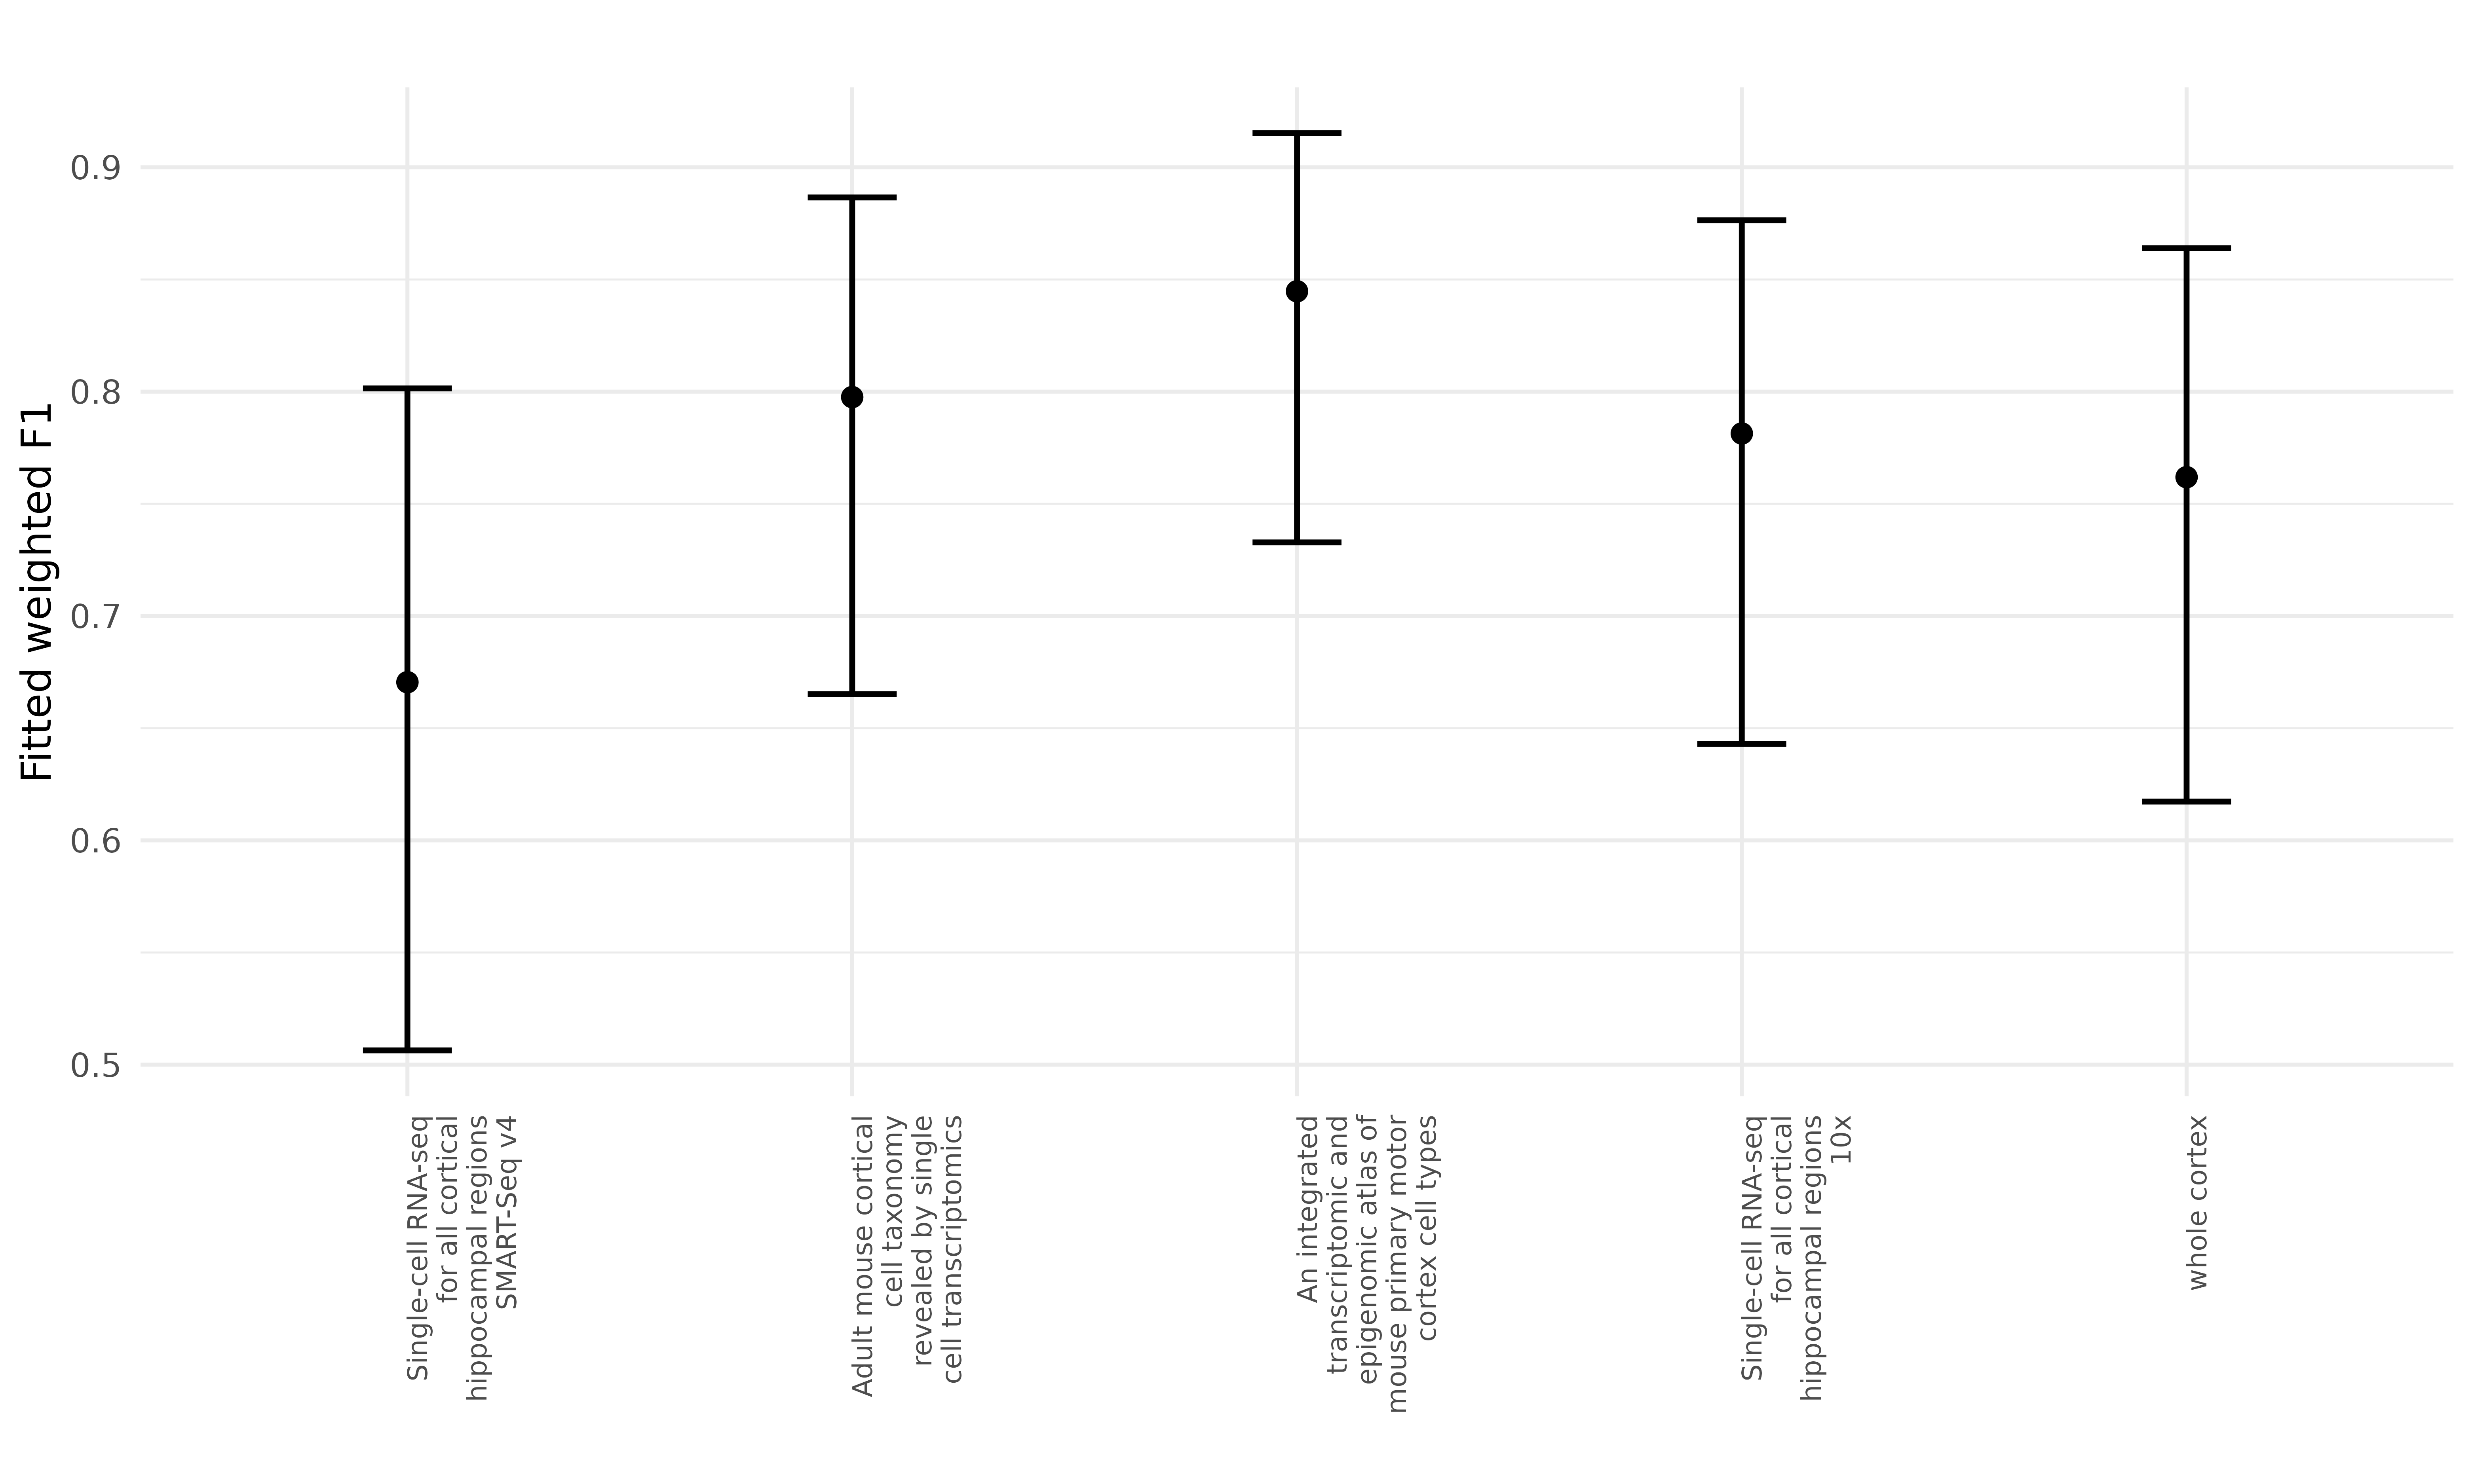 Fitted weighted F1
0.9
0.8
0.7
0.6
0.5
Single-cell RNA-seq
for all cortical
hippocampal regions
SMART-Seq v4
Adult mouse cortical
cell taxonomy
revealed by single
cell transcriptomics
An integrated
transcriptomic and
epigenomic atlas of
mouse primary motor
cortex cell types
Single-cell RNA-seq
for all cortical
hippocampal regions
10x
whole cortex